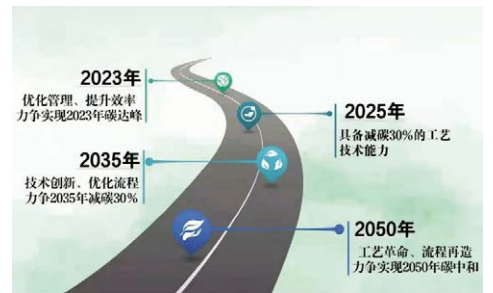 2023年
优化管理、提升效率
力争实现2023年碳达峰
2025年
具备减碳30%的工艺
技术能力
2035年
技术创新、优化流程
力争2035年减碳30%
2050年
工艺革命、流程再造
力争实现2050年碳中和